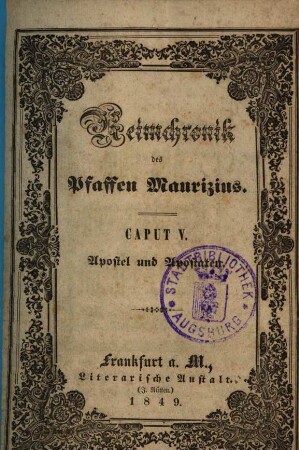 Reimchronik
des
Pfaffen Maurizius.
CAPUT V.
Apostel und Apostaten.
STADTBIBLIOTHEK
AUGSBURG
Frankfurt a. M.,
Literarische Anstalt.
(J. Rütten.)
1849.